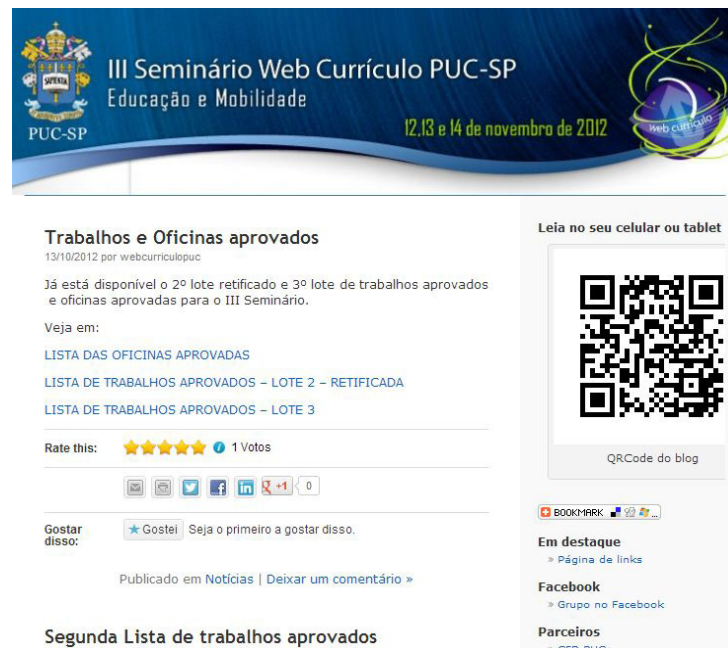 III Seminário Web Currículo PUC-SP
Educação e Mobilidade
12,13 e 14 de novembro de 2012
SAPIENTIA
PUC-SP
web currículo
Trabalhos e Oficinas aprovados
13/10/2012 por webcurriculopuc
Já está disponível o 2º lote retificado e 3º lote de trabalhos aprovados
e oficinas aprovadas para o III Seminário.
Veja em:
LISTA DAS OFICINAS APROVADAS
LISTA DE TRABALHOS APROVADOS – LOTE 2 – RETIFICADA
LISTA DE TRABALHOS APROVADOS – LOTE 3
Rate this: 1 Votos
+1 0
Gostar
disso:
Gostei Seja o primeiro a gostar disso.
Publicado em Notícias | Deixar um comentário »
Segunda Lista de trabalhos aprovados
Leia no seu celular ou tablet
QRCode do blog
BOOKMARK
Em destaque
» Página de links
Facebook
» Grupo no Facebook
Parceiros